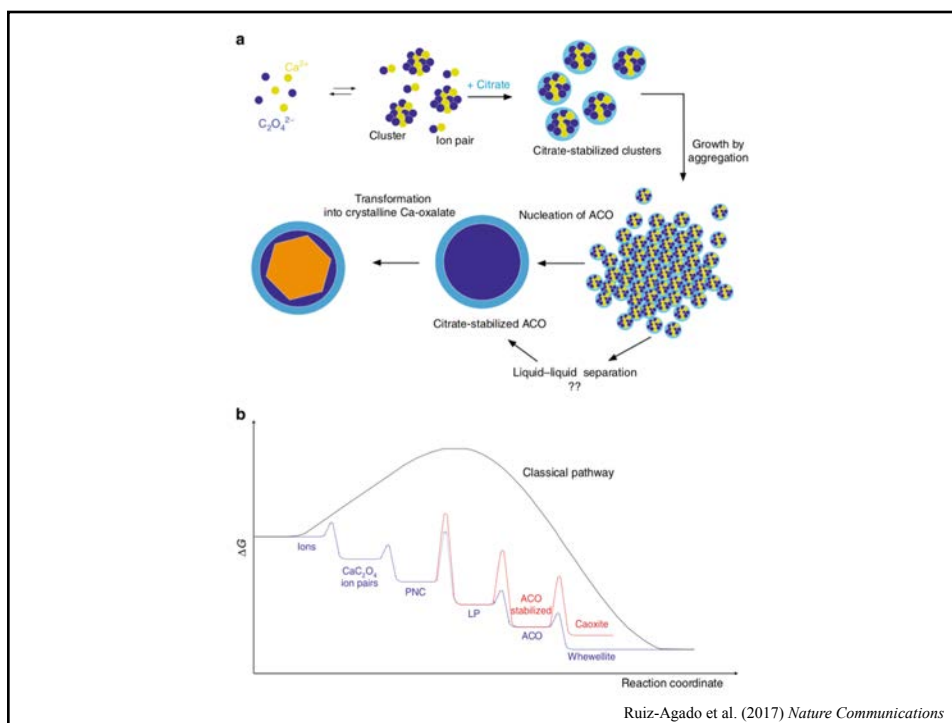 a
Ca²⁺
C₂O₄²⁻
Cluster
Ion pair
+ Citrate
Citrate-stabilized clusters
Growth by
aggregation
Transformation
into crystalline Ca-oxalate
Nucleation of ACO
Citrate-stabilized ACO
Liquid–liquid separation
??
b
Classical pathway
ΔG
Ions
CaC₂O₄
ion pairs
PNC
LP
ACO
stabilized
ACO
Caoxite
Whewellite
Reaction coordinate
Ruiz-Agado et al. (2017) Nature Communications